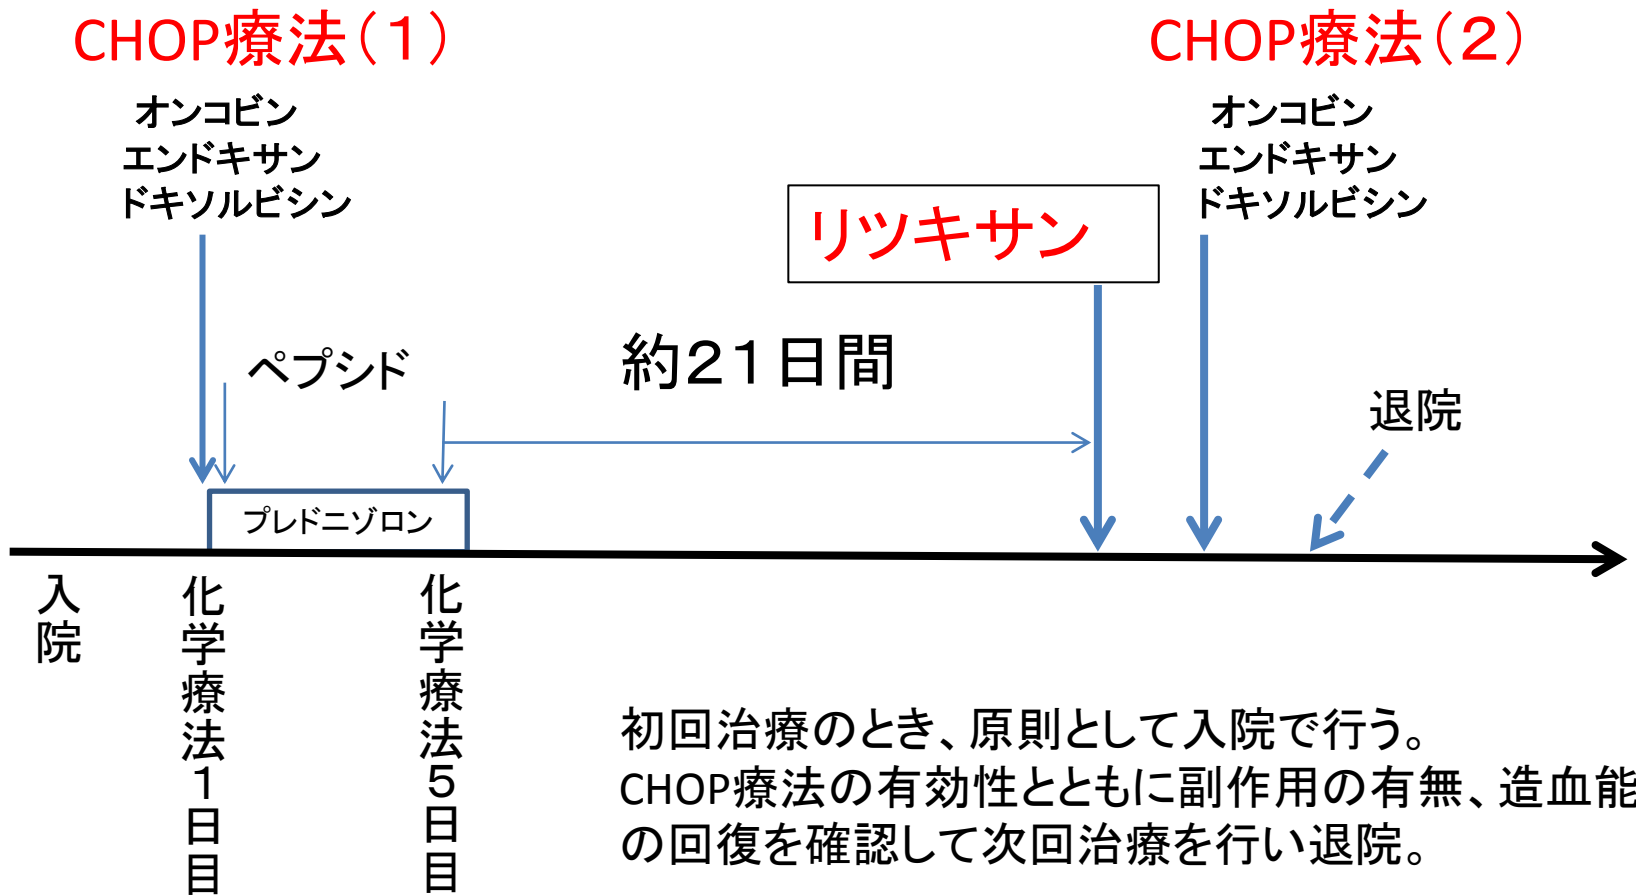 CHOP療法（１）
オンコビン
エンドキサン
ドキソルビシン
CHOP療法（２）
オンコビン
エンドキサン
ドキソルビシン
リツキサン
ペプシド
約２１日間
退院
プレドニゾロン
入院
化学療法１日目
化学療法５日目
初回治療のとき、原則として入院で行う。
CHOP療法の有効性とともに副作用の有無、造血能
の回復を確認して次回治療を行い退院。